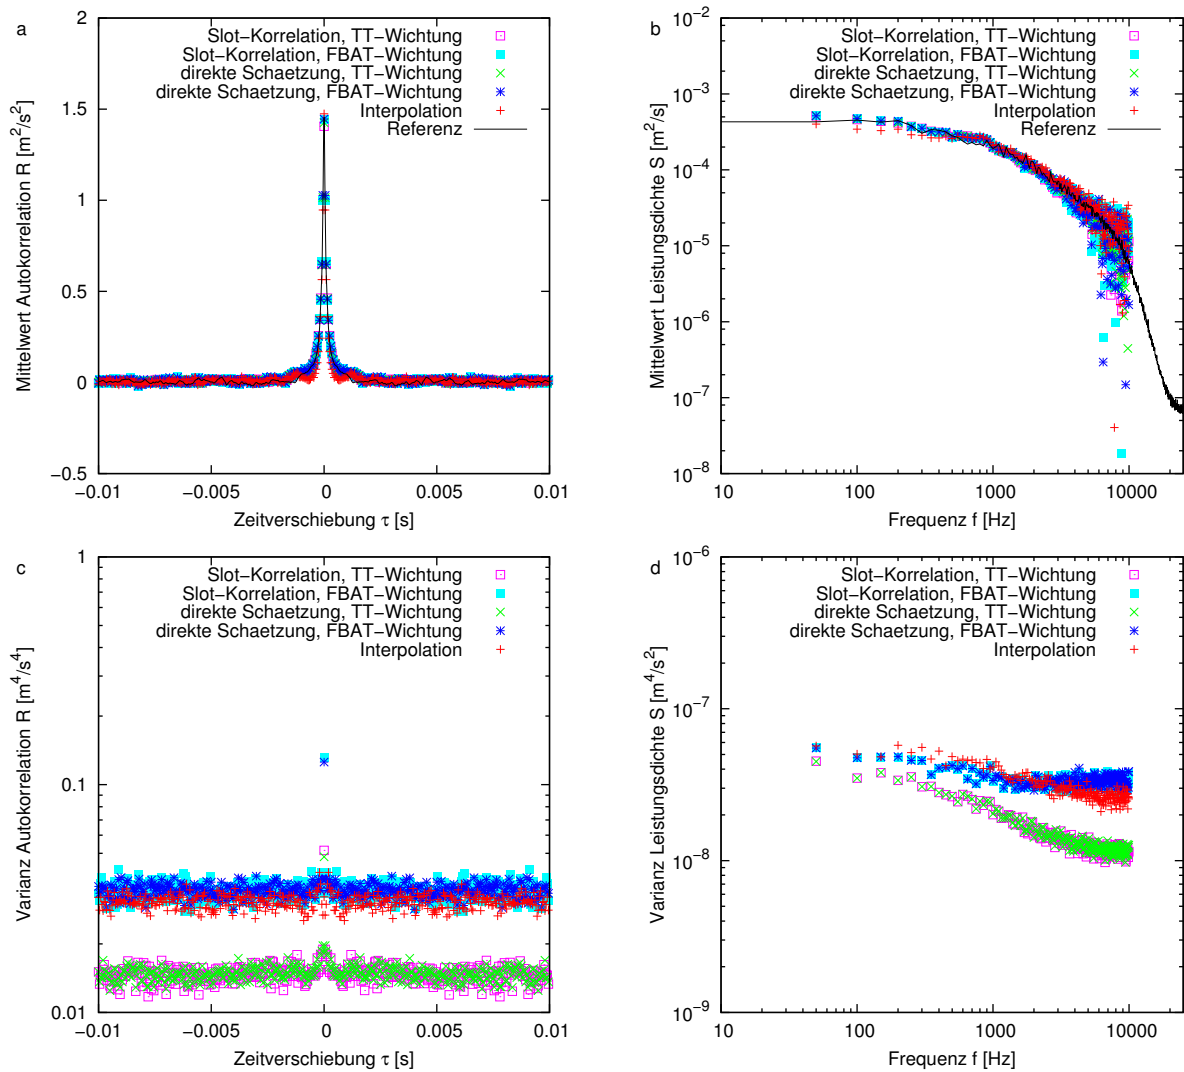 a
Mittelwert Autokorrelation R [m²/s²]
2
1.5
1
0.5
0
−0.5
Slot−Korrelation, TT−Wichtung
Slot−Korrelation, FBAT−Wichtung
direkte Schaetzung, TT−Wichtung
direkte Schaetzung, FBAT−Wichtung
Interpolation
Referenz
−0.01 −0.005 0 0.005 0.01
Zeitverschiebung τ [s]
b
Mittelwert Leistungsdichte S [m²/s]
10⁻²
10⁻³
10⁻⁴
10⁻⁵
10⁻⁶
10⁻⁷
10⁻⁸
Slot−Korrelation, TT−Wichtung
Slot−Korrelation, FBAT−Wichtung
direkte Schaetzung, TT−Wichtung
direkte Schaetzung, FBAT−Wichtung
Interpolation
Referenz
10 100 1000 10000
Frequenz f [Hz]
c
Varianz Autokorrelation R [m⁴/s⁴]
1
0.1
0.01
Slot−Korrelation, TT−Wichtung
Slot−Korrelation, FBAT−Wichtung
direkte Schaetzung, TT−Wichtung
direkte Schaetzung, FBAT−Wichtung
Interpolation
−0.01 −0.005 0 0.005 0.01
Zeitverschiebung τ [s]
d
Varianz Leistungsdichte S [m⁴/s²]
10⁻⁶
10⁻⁷
10⁻⁸
10⁻⁹
Slot−Korrelation, TT−Wichtung
Slot−Korrelation, FBAT−Wichtung
direkte Schaetzung, TT−Wichtung
direkte Schaetzung, FBAT−Wichtung
Interpolation
10 100 1000 10000
Frequenz f [Hz]